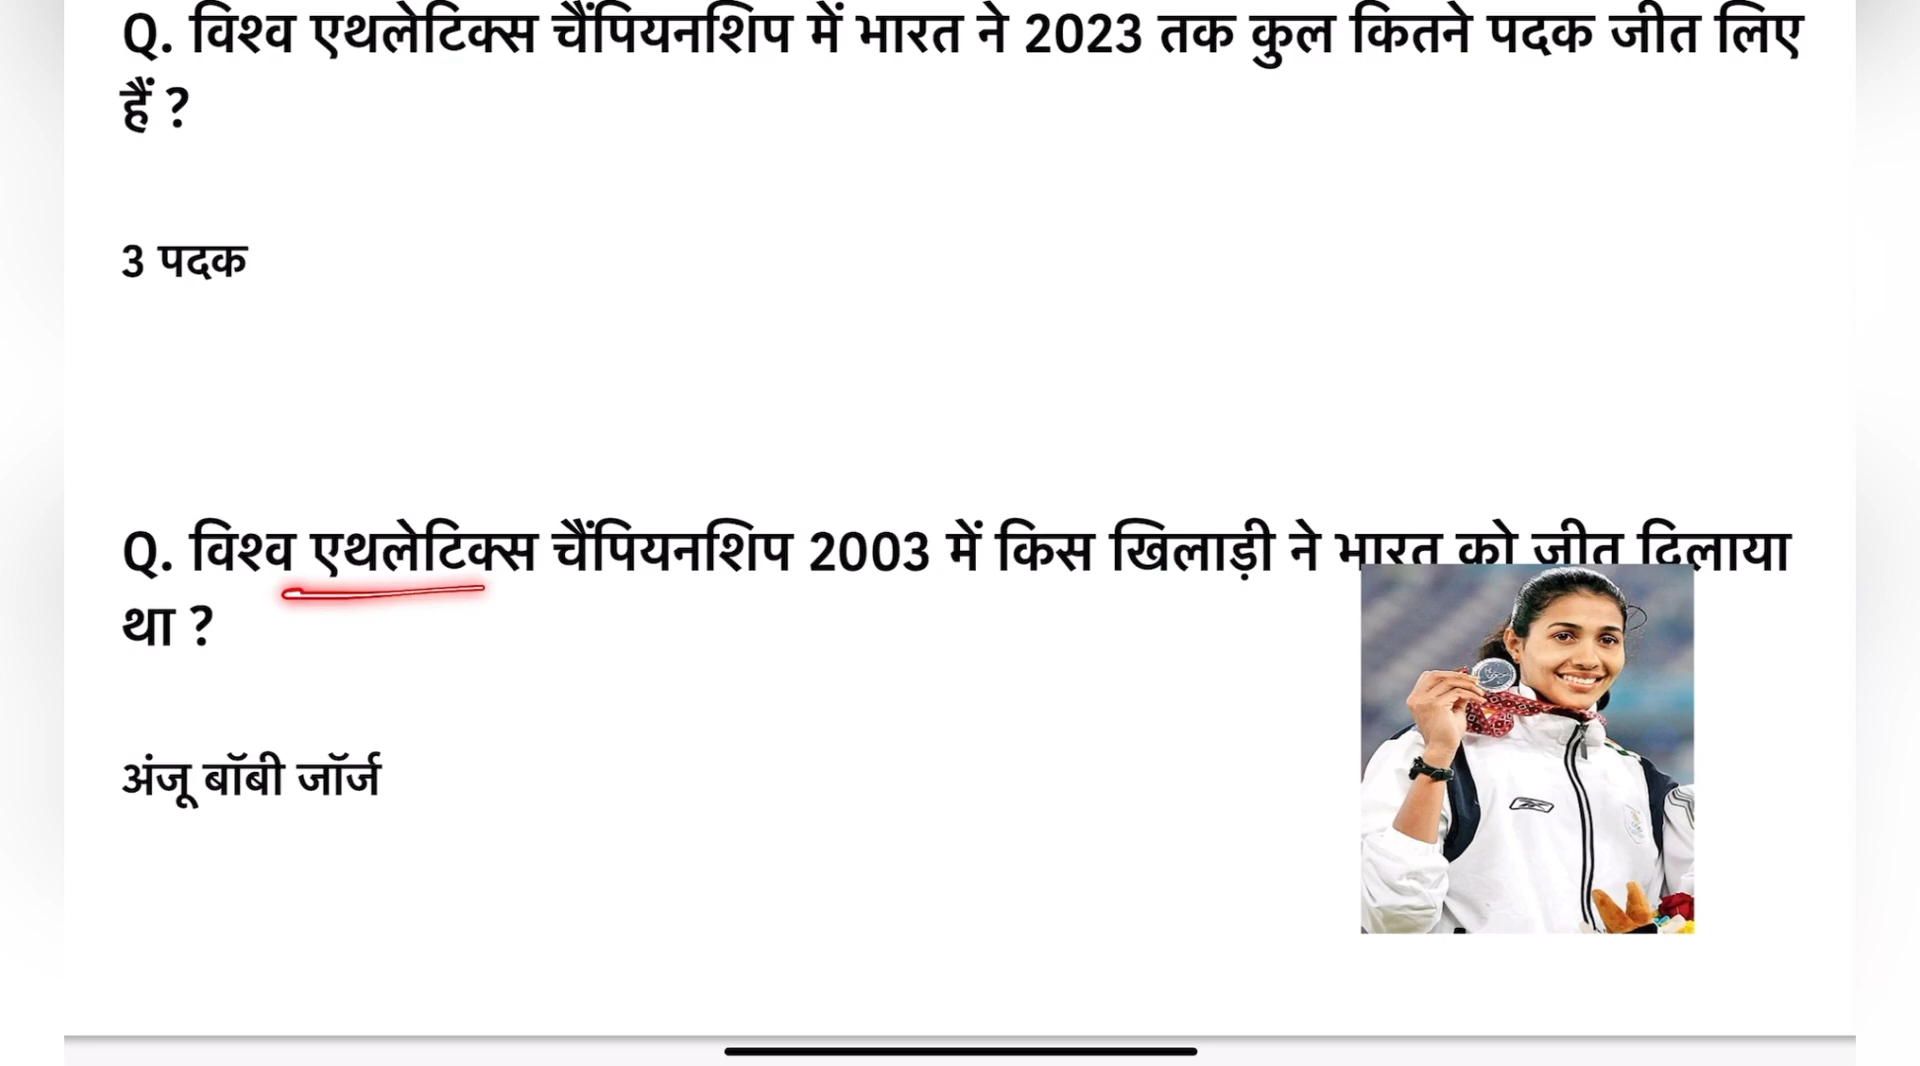 Q. विश्व एथलेटिक्स चैंपियनशिप में भारत ने 2023 तक कुल कितने पदक जीत लिए
हैं ?
3 पदक
Q. विश्व एथलेटिक्स चैंपियनशिप 2003 में किस खिलाड़ी ने भारत को जीत दिलाया
था ?
अंजू बॉबी जॉर्ज